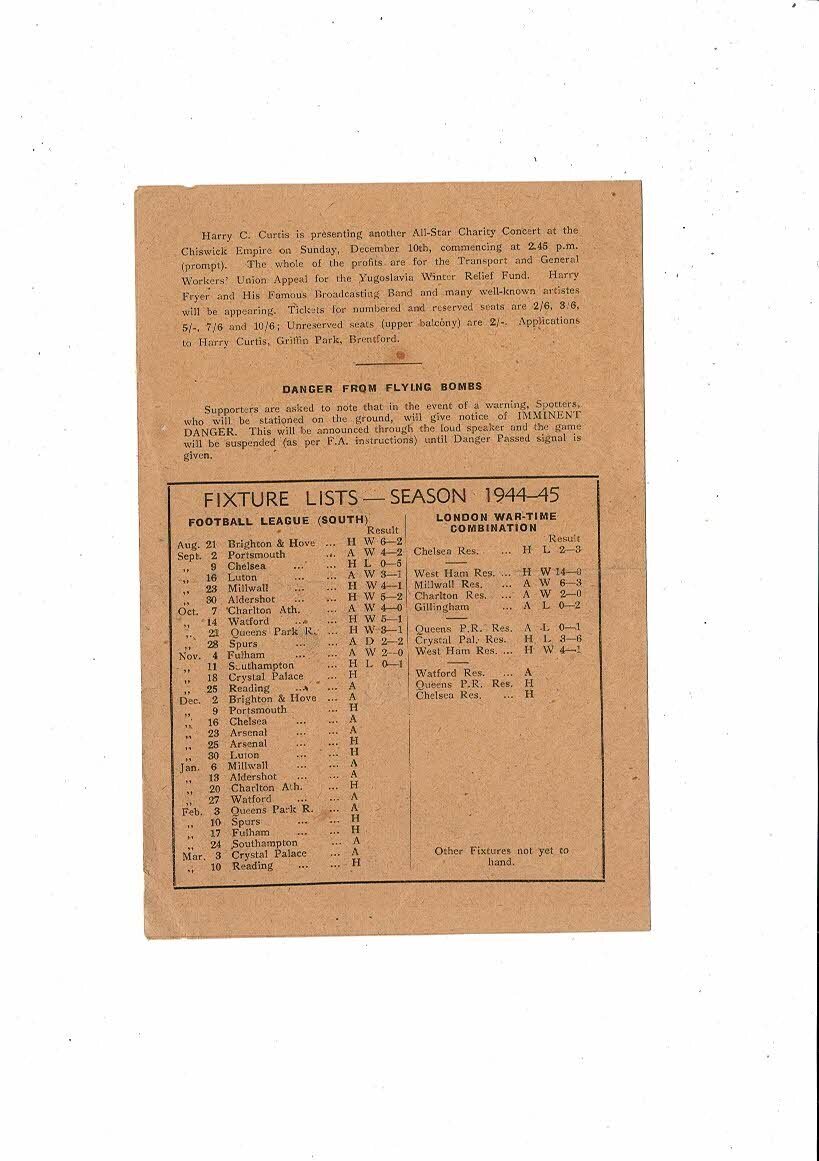 Harry C. Curtis is presenting another All-Star Charity Concert at the
Chiswick Empire on Sunday, December 10th, commencing at 2.45 p.m.
(prompt). The whole of the profits are for the Transport and General
Workers' Union Appeal for the Yugoslavia Winter Relief Fund. Harry
Fryer and His Famous Broadcasting Band and many well-known artistes
will be appearing. Tickets for numbered and reserved seats are 2/6, 3/6,
5/-, 7/6 and 10/6; Unreserved seats (upper balcony) are 2/-. Applications
to Harry Curtis, Griffin Park, Brentford.
DANGER FROM FLYING BOMBS
Supporters are asked to note that in the event of a warning, Spotters,
who will be stationed on the ground, will give notice of IMMINENT
DANGER. This will be announced through the loud speaker and the game
will be suspended (as per F.A. instructions) until Danger Passed signal is
given.
FIXTURE LISTS — SEASON 1944-45
FOOTBALL LEAGUE (SOUTH)
Result
Aug. 21 Brighton & Hove ... H W 6—2
Sept. 2 Portsmouth ... A W 4—2
,, 9 Chelsea ... ... H L 0—5
,, 16 Luton ... ... A W 3—1
,, 23 Millwall ... ... H W 4—1
,, 30 Aldershot ... ... H W 5—2
Oct. 7 Charlton Ath. ... A W 4—0
,, 14 Watford ... ... H W 5—1
,, 21 Queens Park R. ... H W 3—1
,, 28 Spurs ... ... A D 2—2
Nov. 4 Fulham ... ... A W 2—0
,, 11 Southampton ... H L 0—1
,, 18 Crystal Palace ... H
,, 25 Reading ... ... A
Dec. 2 Brighton & Hove ... A
,, 9 Portsmouth ... H
,, 16 Chelsea ... ... A
,, 23 Arsenal ... ... A
,, 25 Arsenal ... ... H
,, 30 Luton ... ... H
Jan. 6 Millwall ... ... A
,, 13 Aldershot ... ... A
,, 20 Charlton Ath. ... H
,, 27 Watford ... ... A
Feb. 3 Queens Park R. ... A
,, 10 Spurs ... ... H
,, 17 Fulham ... ... H
,, 24 Southampton ... A
Mar. 3 Crystal Palace ... A
,, 10 Reading ... ... H
LONDON WAR-TIME
COMBINATION
Result
Chelsea Res. ... H L 2—3
West Ham Res. ... H W 14—0
Millwall Res. ... A W 6—3
Charlton Res. ... A W 2—0
Gillingham ... A L 0—2
Queens P.R. Res. A L 0—1
Crystal Pal. Res. H L 3—6
West Ham Res. ... H W 4—1
Watford Res. ... A
Queens P.R. Res. H
Chelsea Res. ... H
Other Fixtures not yet to
hand.